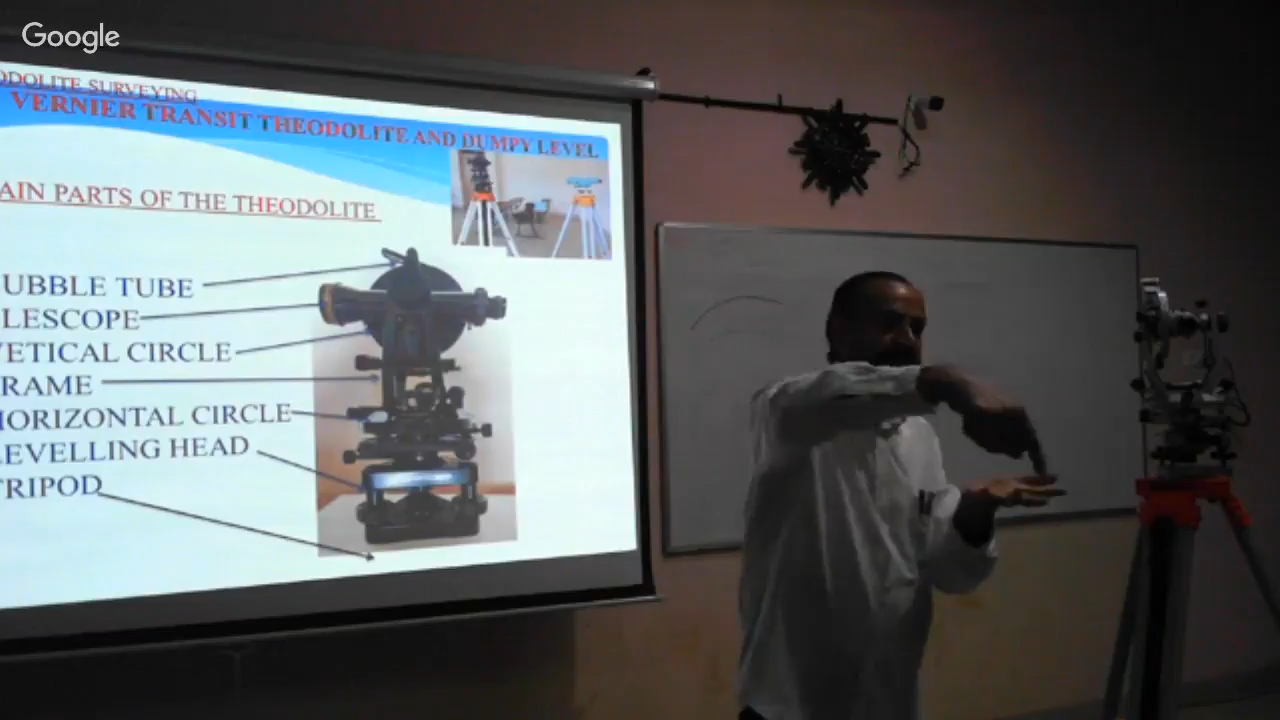 Google
ODOLITE SURVEYING
VERNIER TRANSIT THEODOLITE AND DUMPY LEVEL
AIN PARTS OF THE THEODOLITE
UBBLE TUBE
LESCOPE
VETICAL CIRCLE
RAME
HORIZONTAL CIRCLE
LEVELLING HEAD
TRIPOD